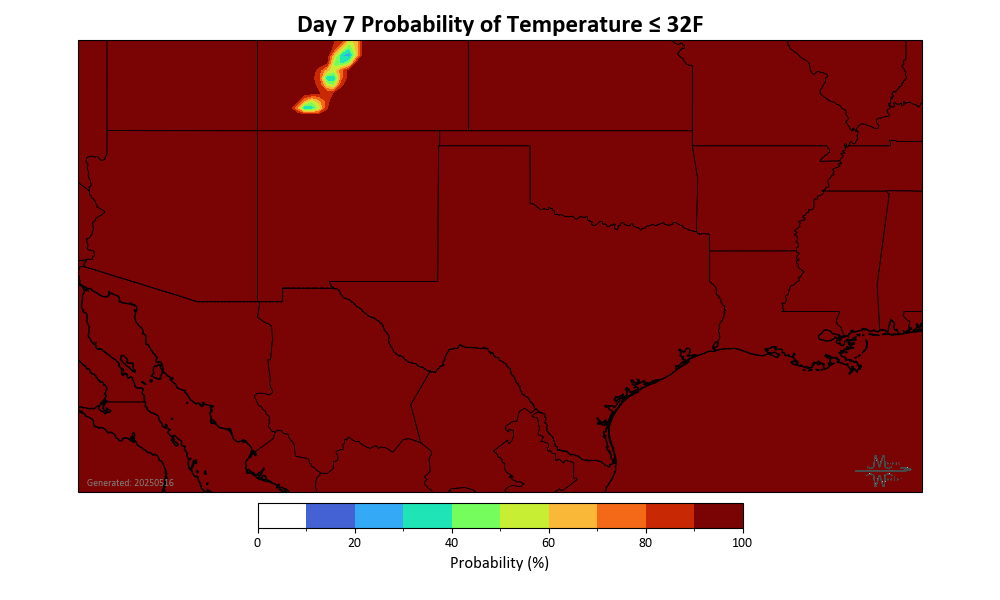 Day 7 Probability of Temperature ≤ 32F
Generated: 20250516
0 20 40 60 80 100
Probability (%)